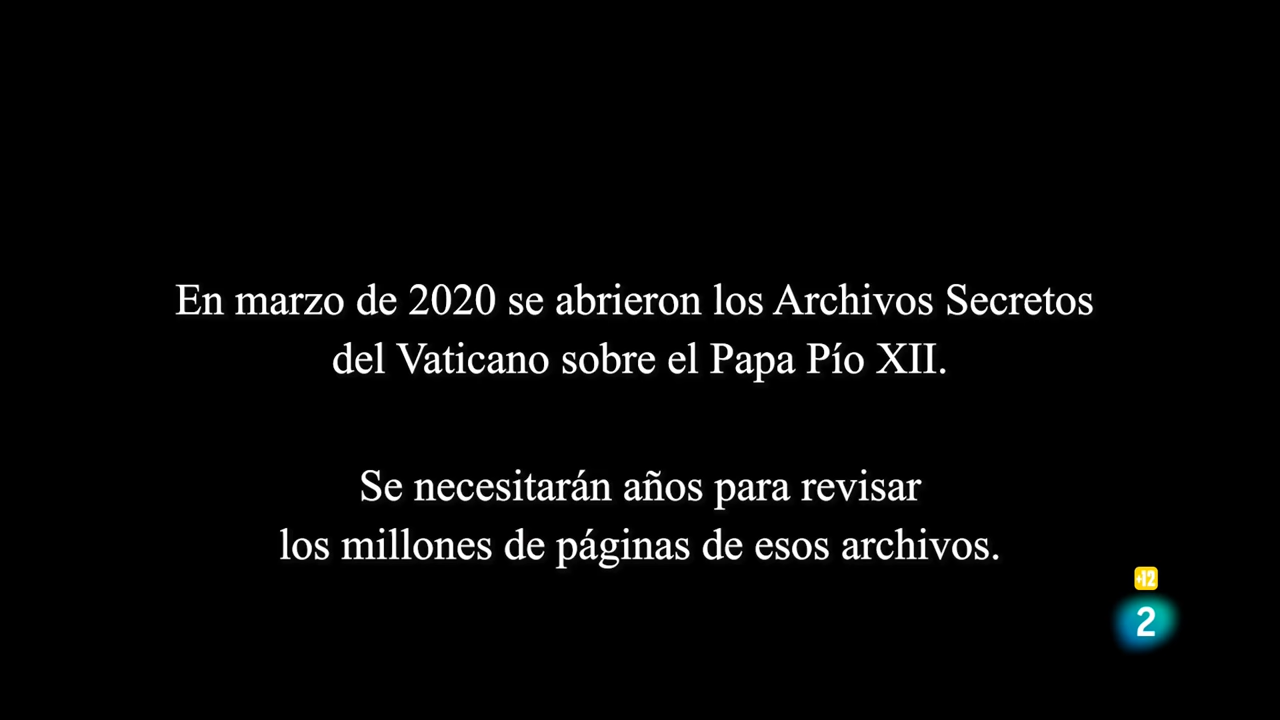 En marzo de 2020 se abrieron los Archivos Secretos
del Vaticano sobre el Papa Pío XII.
Se necesitarán años para revisar
los millones de páginas de esos archivos.
+12
2